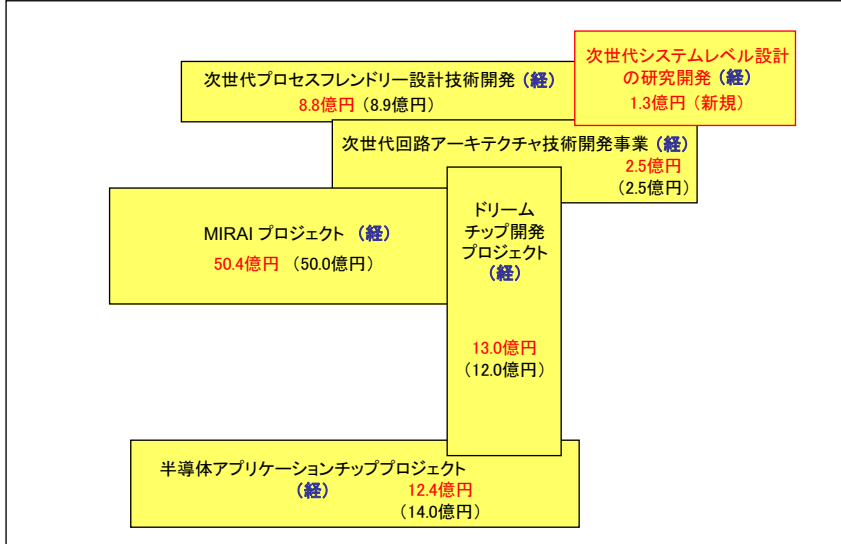 次世代システムレベル設計
の研究開発（経）
1.3億円（新規）
次世代プロセスフレンドリー設計技術開発（経）
8.8億円（8.9億円）
次世代回路アーキテクチャ技術開発事業（経）
2.5億円
（2.5億円）
MIRAI プロジェクト （経）
50.4億円 （50.0億円）
ドリーム
チップ開発
プロジェクト
（経）
13.0億円
（12.0億円）
半導体アプリケーションチッププロジェクト
（経） 12.4億円
（14.0億円）